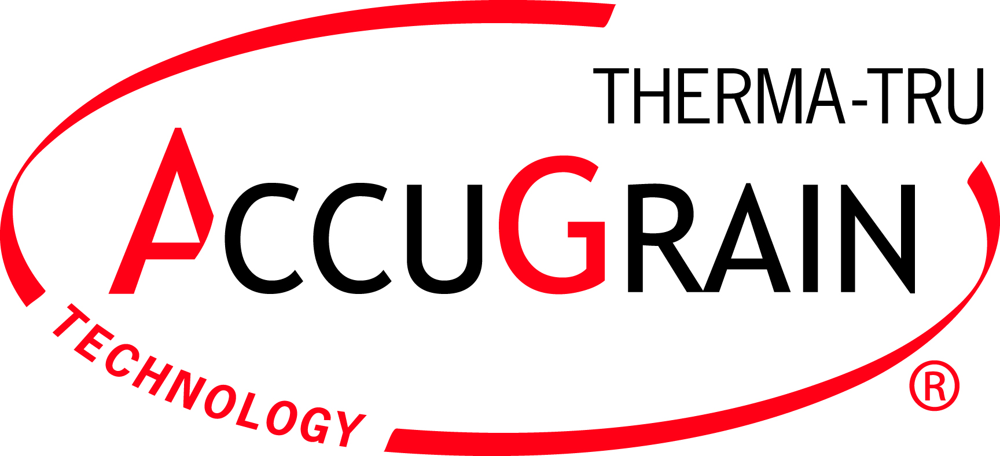 THERMA-TRU
ACCUGRAIN
TECHNOLOGY
®